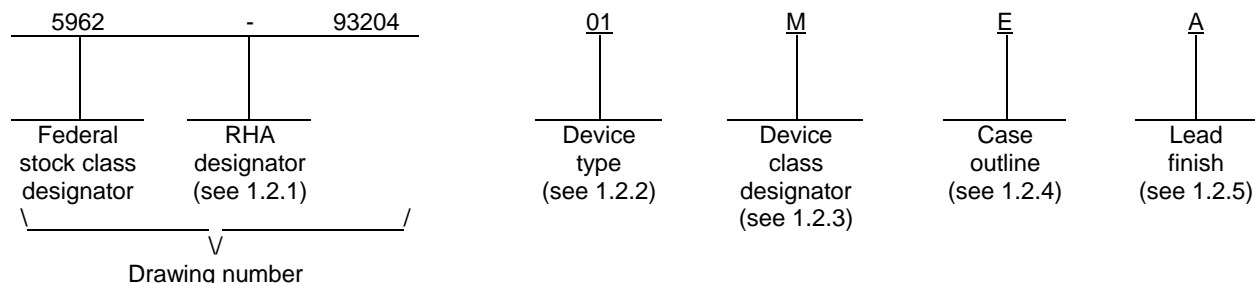 5962 - 93204 01 M E A
Federal stock class designator
RHA designator (see 1.2.1)
Device type (see 1.2.2)
Device class designator (see 1.2.3)
Case outline (see 1.2.4)
Lead finish (see 1.2.5)
Drawing number